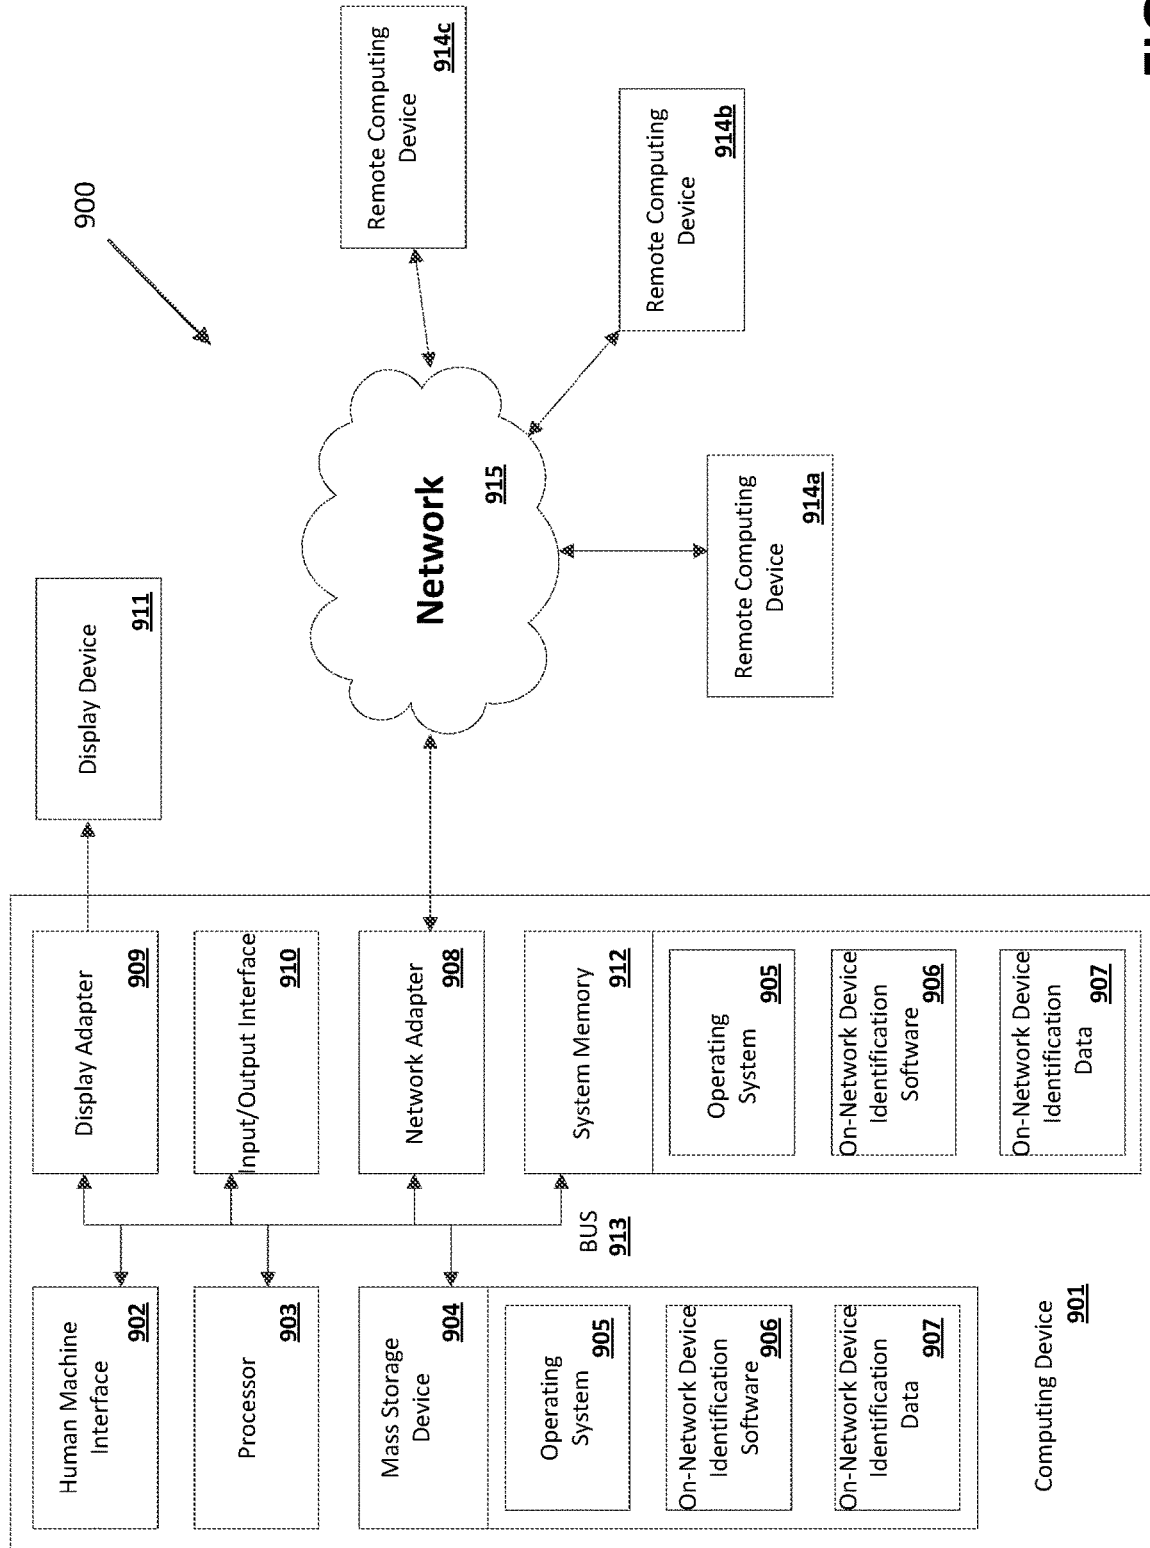 900
Human Machine
Interface
902
Processor
903
Mass Storage
Device
904
Operating
System
905
On-Network Device
Identification
Software
906
On-Network Device
Identification
Data
907
Computing Device
901
BUS
913
Display Adapter
909
Input/Output Interface
910
Network Adapter
908
System Memory
912
Operating
System
905
On-Network Device
Identification
Software
906
On-Network Device
Identification
Data
907
Display Device
911
Network
915
Remote Computing
Device
914a
Remote Computing
Device
914b
Remote Computing
Device
914c